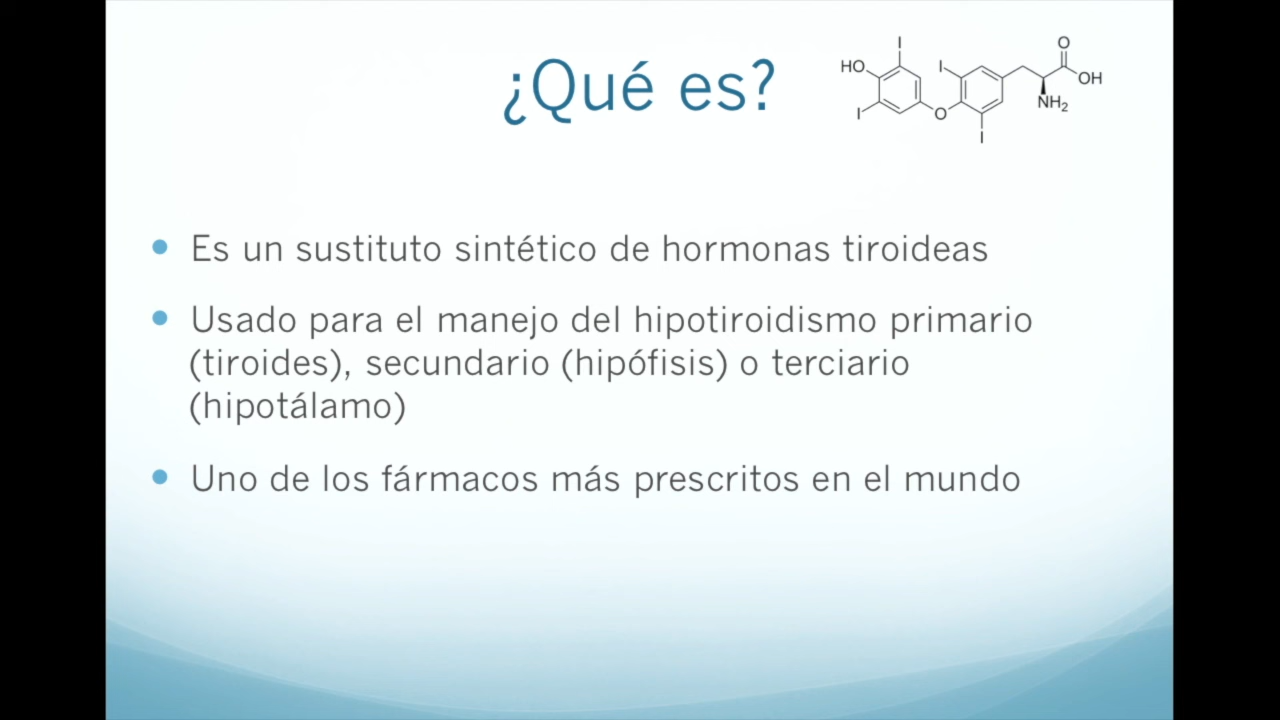 ¿Qué es?
HO
I
I
O
I
I
O
OH
NH2
Es un sustituto sintético de hormonas tiroideas
Usado para el manejo del hipotiroidismo primario
(tiroides), secundario (hipófisis) o terciario
(hipotálamo)
Uno de los fármacos más prescritos en el mundo